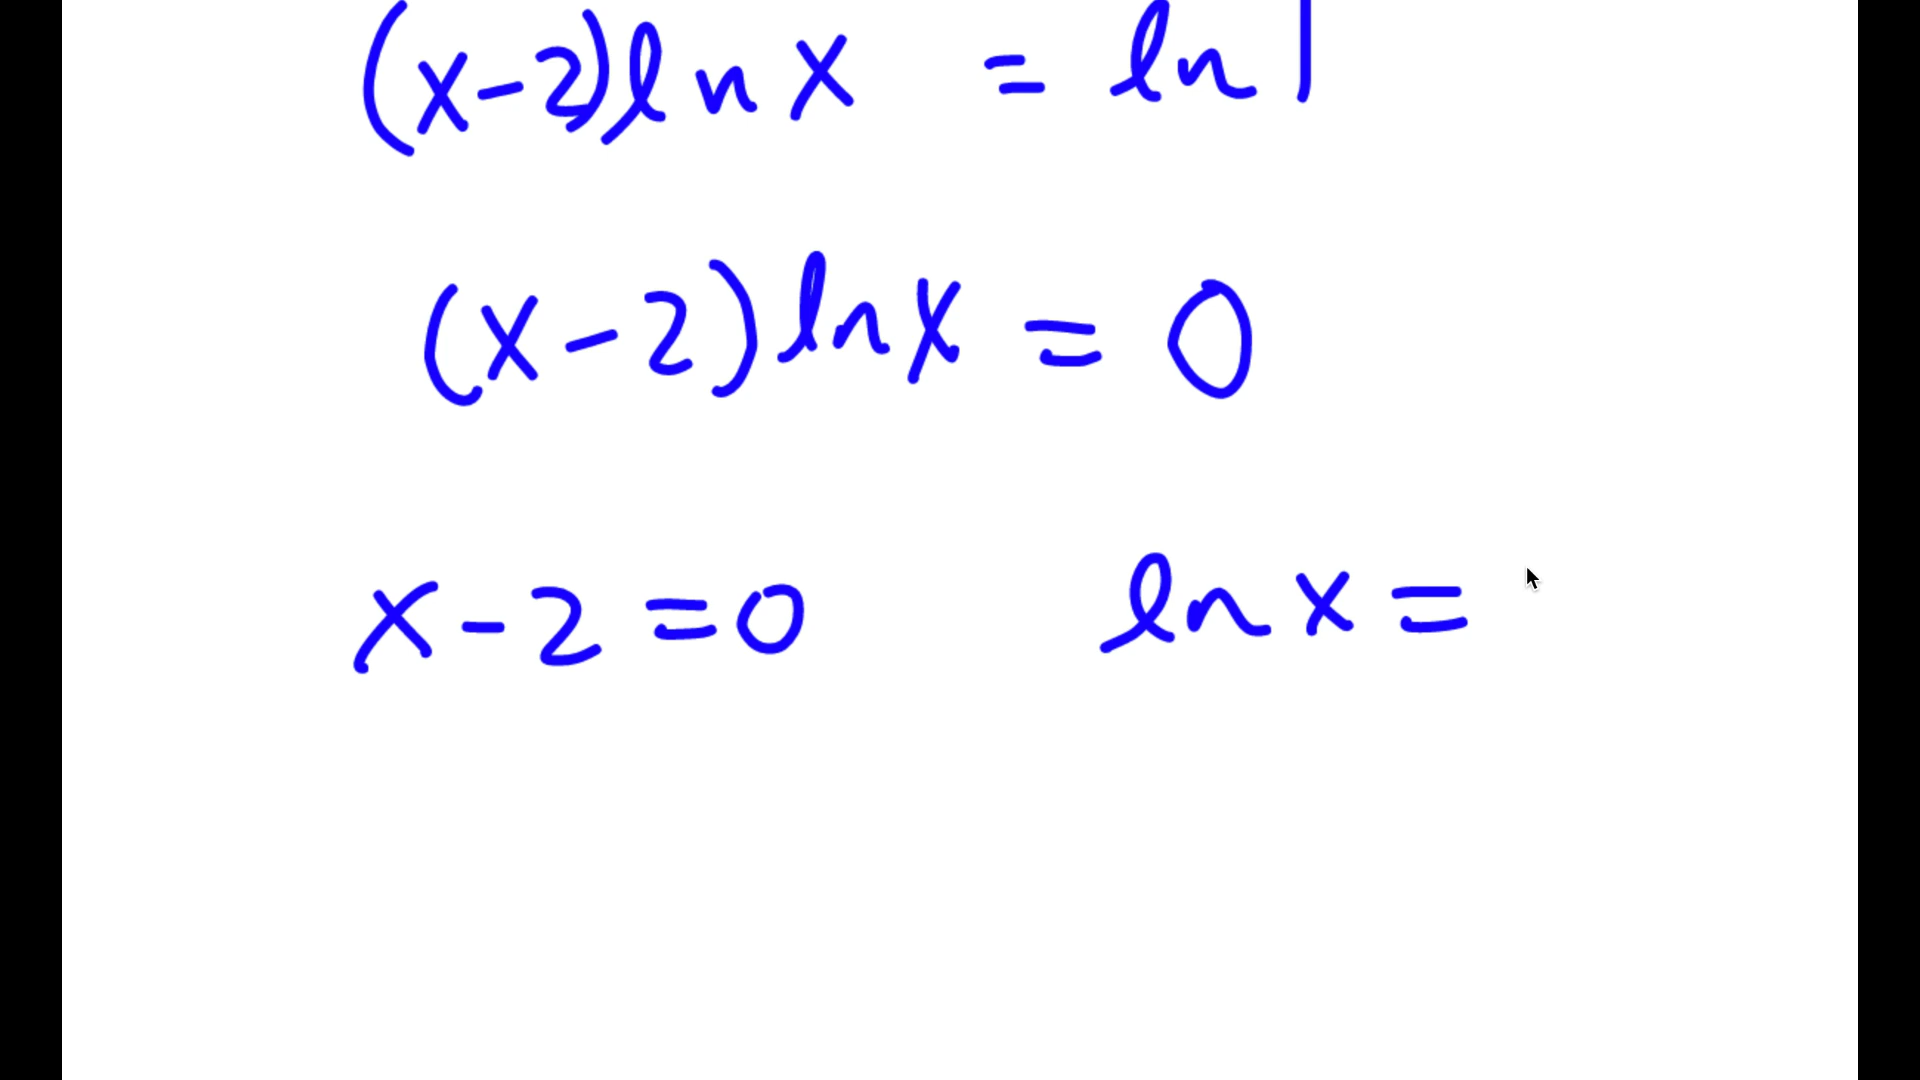 (x-2)ln x = ln 1
(x-2)ln x = 0
x-2=0 ln x=